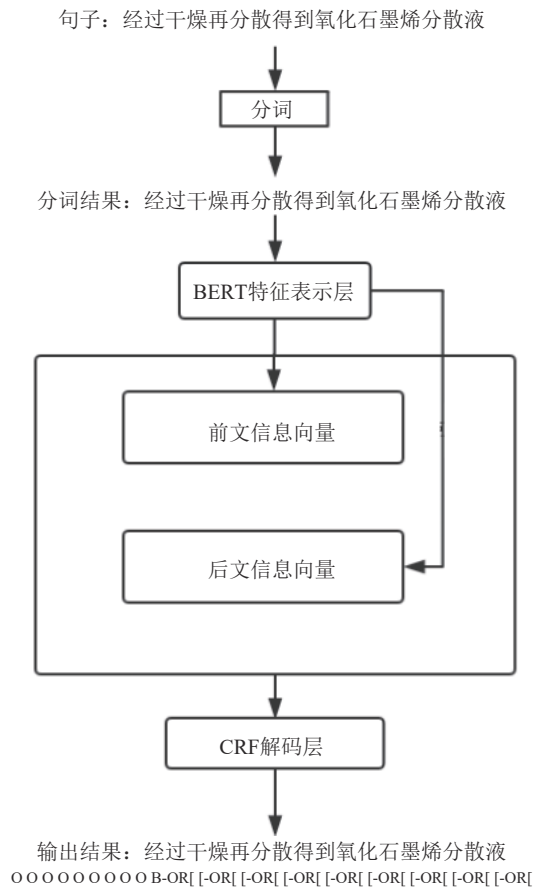 句子：经过干燥再分散得到氧化石墨烯分散液
分词
分词结果：经过干燥再分散得到氧化石墨烯分散液
BERT特征表示层
前文信息向量
后文信息向量
CRF解码层
输出结果：经过干燥再分散得到氧化石墨烯分散液
O O O O O O O O O B-OR[ [-OR[ [-OR[ [-OR[ [-OR[ [-OR[ [-OR[ [-OR[ [-OR[ [-OR[